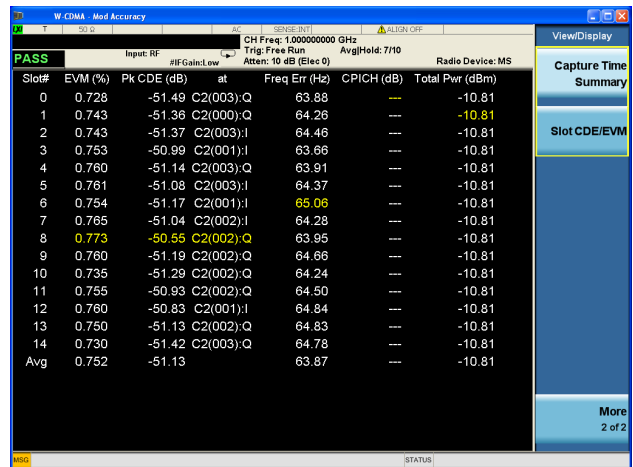 W-CDMA - Mod Accuracy
T 50 Ω AC SENSE:INT ALIGN OFF
CH Freq: 1.000000000 GHz
Input: RF Trig: Free Run Avg|Hold: 7/10
PASS #IFGain:Low Atten: 10 dB (Elec 0) Radio Device: MS
Slot# EVM (%) Pk CDE (dB) at Freq Err (Hz) CPICH (dB) Total Pwr (dBm)
0 0.728 -51.49 C2(003):Q 63.88 --- -10.81
1 0.743 -51.36 C2(000):Q 64.26 --- -10.81
2 0.743 -51.37 C2(003):I 64.46 --- -10.81
3 0.753 -50.99 C2(001):I 63.66 --- -10.81
4 0.760 -51.14 C2(003):Q 63.91 --- -10.81
5 0.761 -51.08 C2(003):I 64.37 --- -10.81
6 0.754 -51.17 C2(001):I 65.06 --- -10.81
7 0.765 -51.04 C2(002):I 64.28 --- -10.81
8 0.773 -50.55 C2(002):Q 63.95 --- -10.81
9 0.760 -51.19 C2(002):Q 64.66 --- -10.81
10 0.735 -51.29 C2(002):Q 64.24 --- -10.81
11 0.755 -50.93 C2(002):Q 64.50 --- -10.81
12 0.760 -50.83 C2(001):I 64.84 --- -10.81
13 0.750 -51.13 C2(002):Q 64.83 --- -10.81
14 0.730 -51.42 C2(003):Q 64.78 --- -10.81
Avg 0.752 -51.13 63.87 --- -10.81
View/Display
Capture Time
Summary
Slot CDE/EVM
More
2 of 2
MSG STATUS